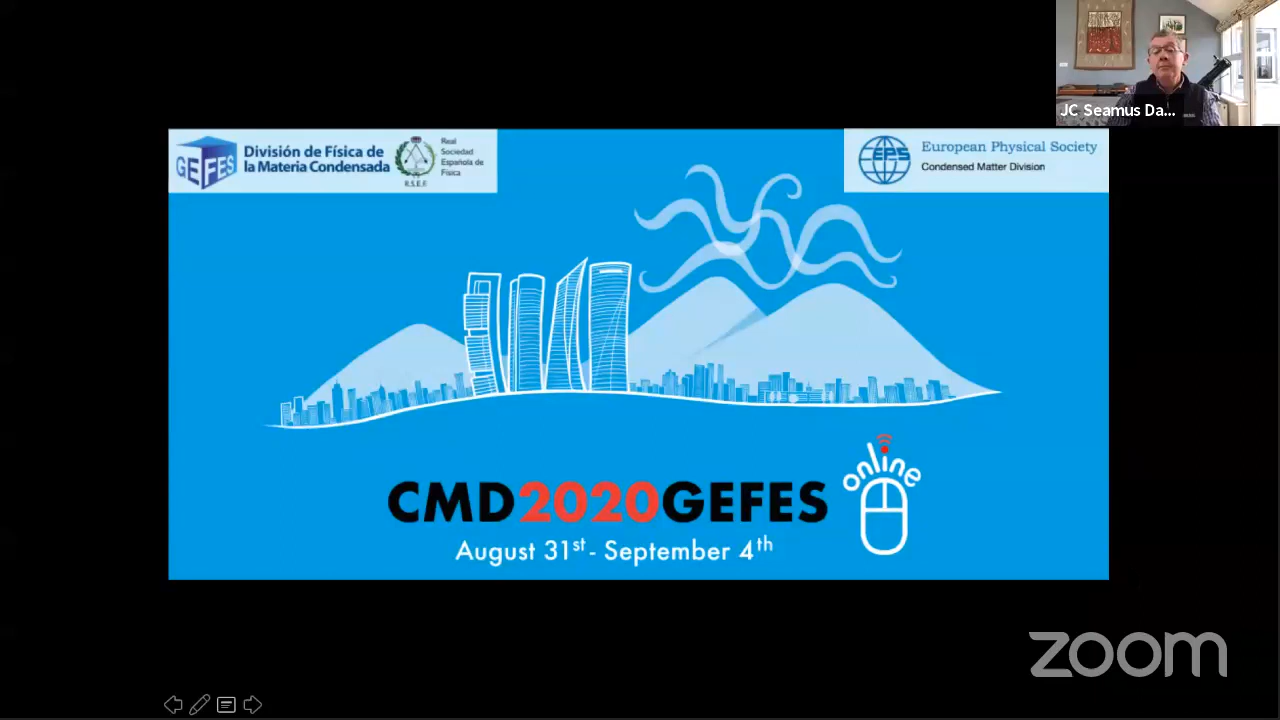 JC Seamus Da...
GEFES
División de Física de
la Materia Condensada
Real
Sociedad
Española de
Física
R.S.E.F.
EPS
European Physical Society
Condensed Matter Division
CMD2020GEFES
online
August 31st - September 4th
zoom